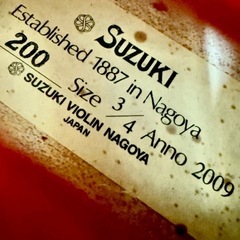 SUZUKI
Established 1887 in Nagoya
200 Size 3/4 Anno 2009
SUZUKI VIOLIN NAGOYA
JAPAN